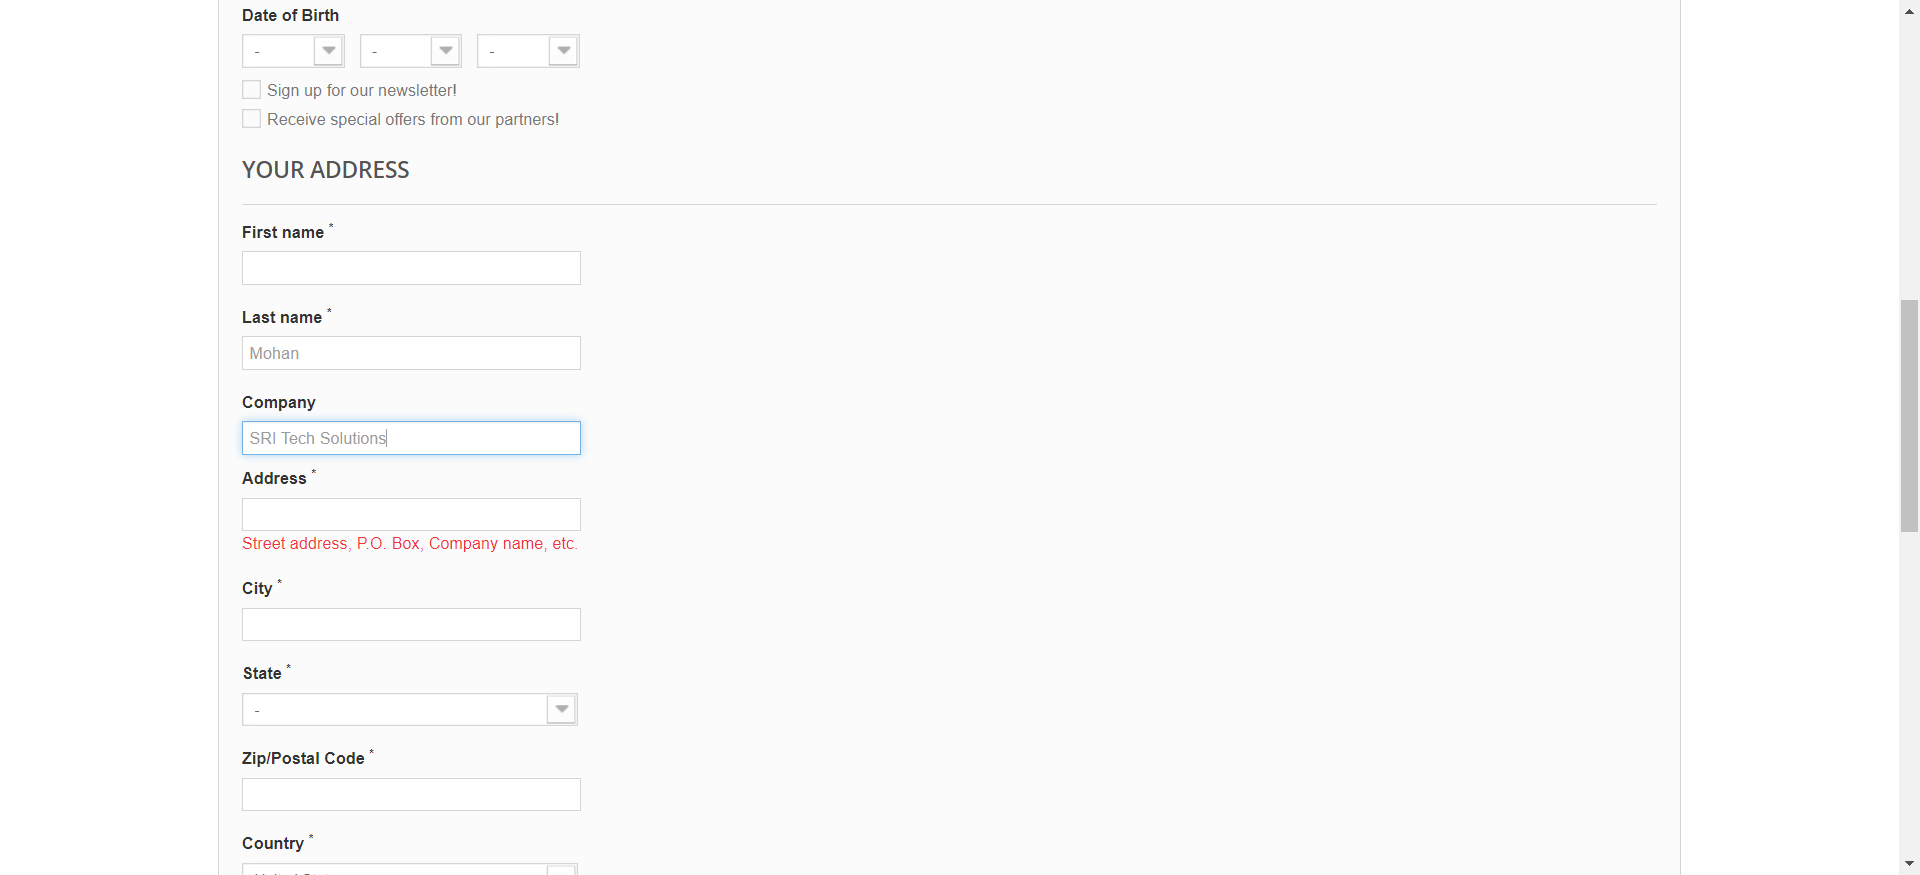 Date of Birth
- - -
Sign up for our newsletter!
Receive special offers from our partners!
YOUR ADDRESS
First name *
Last name *
Mohan
Company
SRI Tech Solutions
Address *
Street address, P.O. Box, Company name, etc.
City *
State *
-
Zip/Postal Code *
Country *